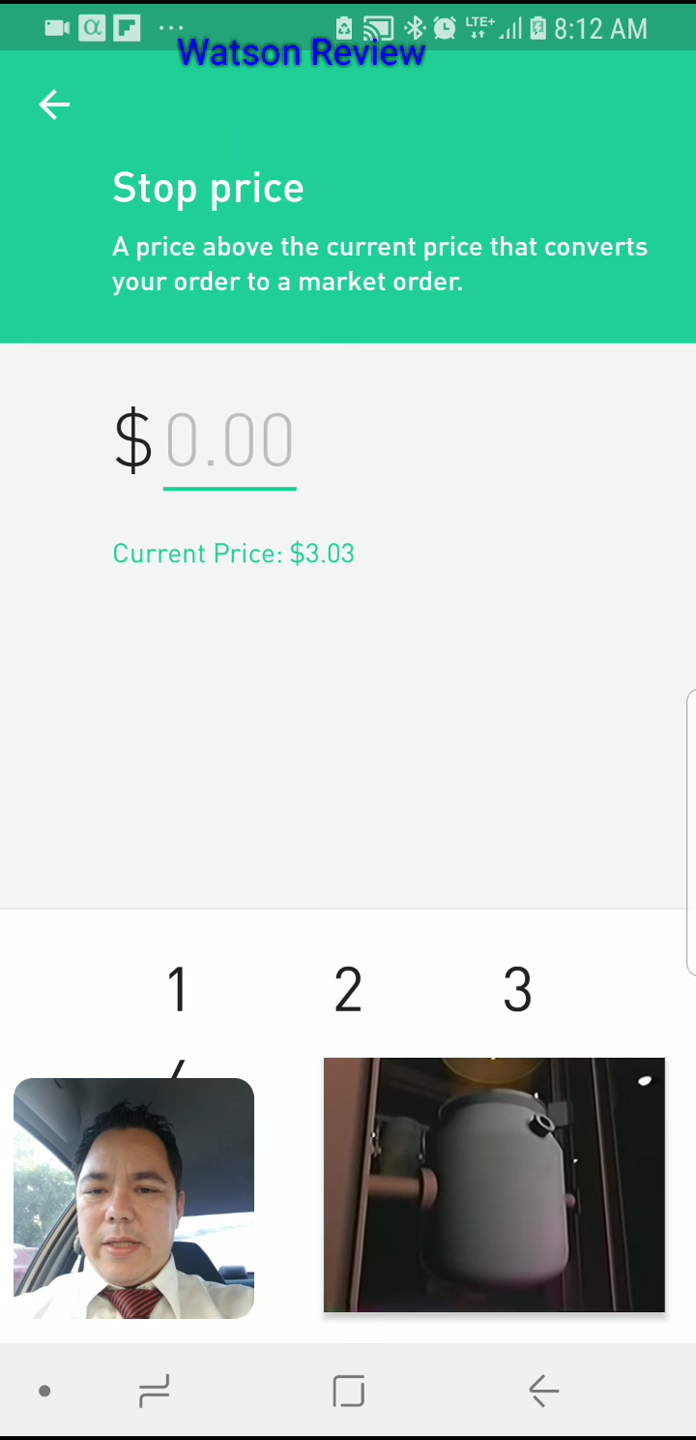 8:12 AM
LTE+
Watson Review
Stop price
A price above the current price that converts
your order to a market order.
$0.00
Current Price: $3.03
1 2 3